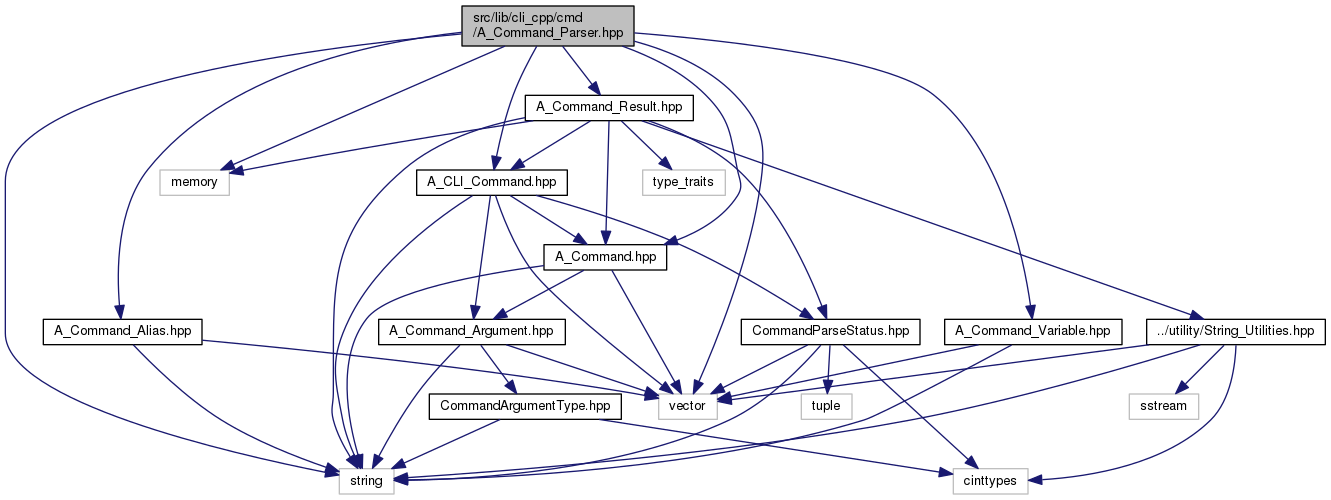 src/lib/cli_cpp/cmd
/A_Command_Parser.hpp
A_Command_Result.hpp
memory
A_CLI_Command.hpp
type_traits
A_Command.hpp
A_Command_Alias.hpp
A_Command_Argument.hpp
CommandParseStatus.hpp
A_Command_Variable.hpp
../utility/String_Utilities.hpp
CommandArgumentType.hpp
vector
tuple
sstream
string
cinttypes